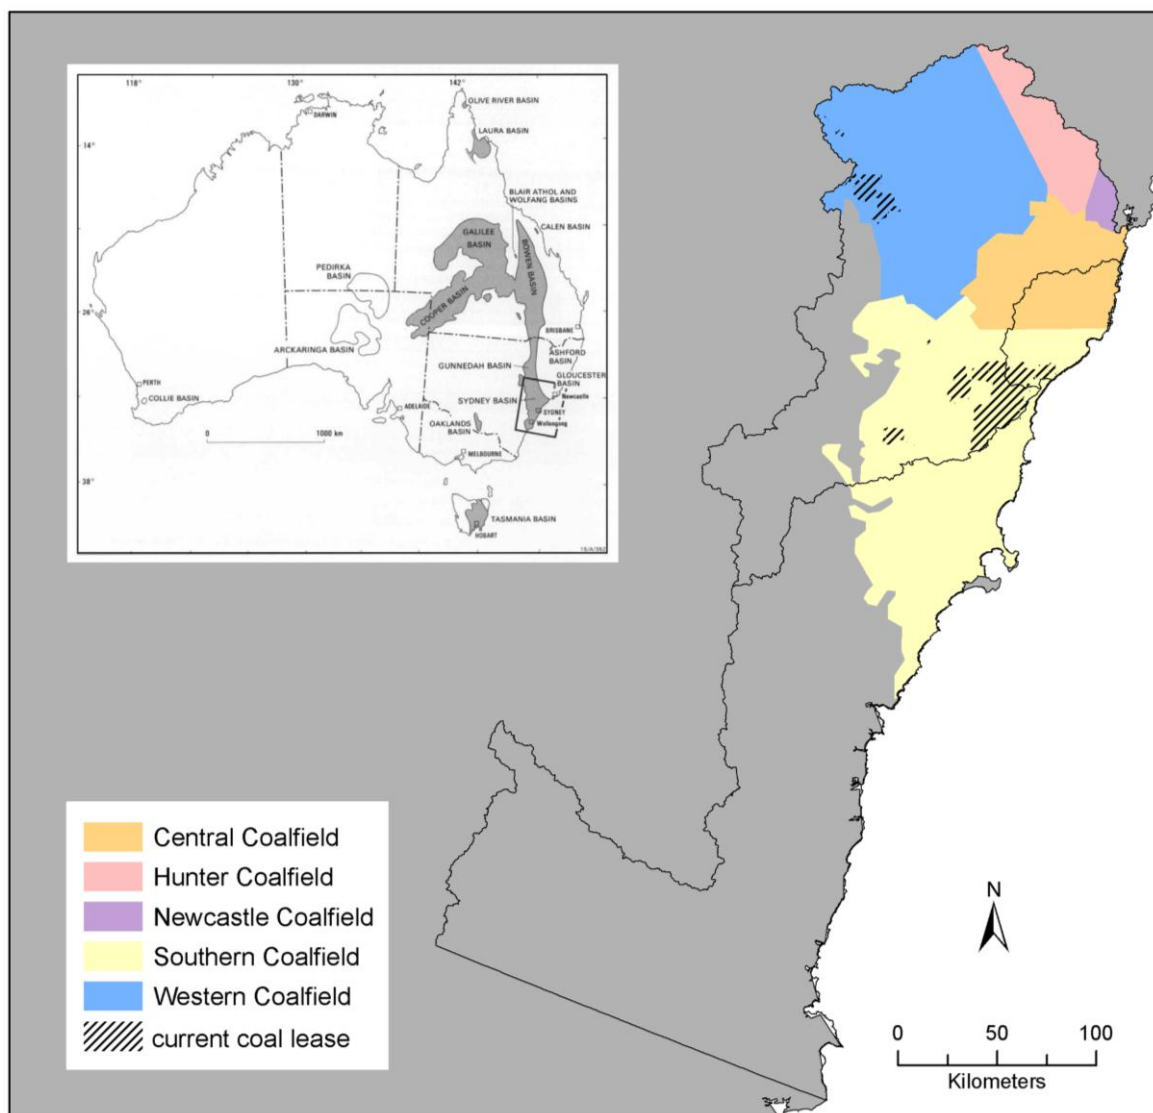 118°
130°
142°
OLIVE RIVER BASIN
DARWIN
LAURA BASIN
14°
BLAIR ATHOL AND
WOLFANG BASINS
CALEN BASIN
GALILEE
BASIN
BOWEN BASIN
PEDIRKA
BASIN
COOPER BASIN
26°
BRISBANE
ARCKARINGA BASIN
ASHFORD
BASIN
GUNNEDAH BASIN
GLOUCESTER
BASIN
PERTH
COLLIE BASIN
Newcastle
SYDNEY BASIN
SYDNEY
ADELAIDE
Wollongong
OAKLANDS
BASIN
0 1000 km
MELBOURNE
38°
TASMANIA BASIN
HOBART
Central Coalfield
Hunter Coalfield
Newcastle Coalfield
Southern Coalfield
Western Coalfield
current coal lease
N
0 50 100
Kilometers